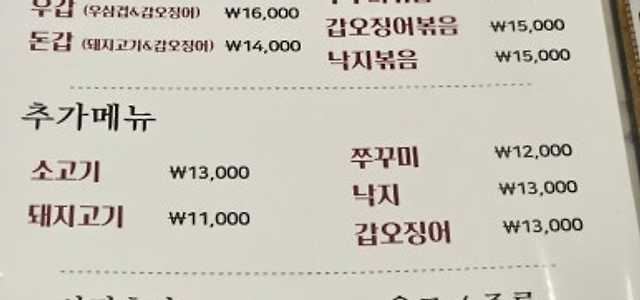 우갑 (우삼겹&갑오징어) ₩16,000
돈갑 (돼지고기&갑오징어) ₩14,000
갑오징어볶음 ₩15,000
낙지볶음 ₩15,000
추가메뉴
소고기 ₩13,000
돼지고기 ₩11,000
쭈꾸미 ₩12,000
낙지 ₩13,000
갑오징어 ₩13,000